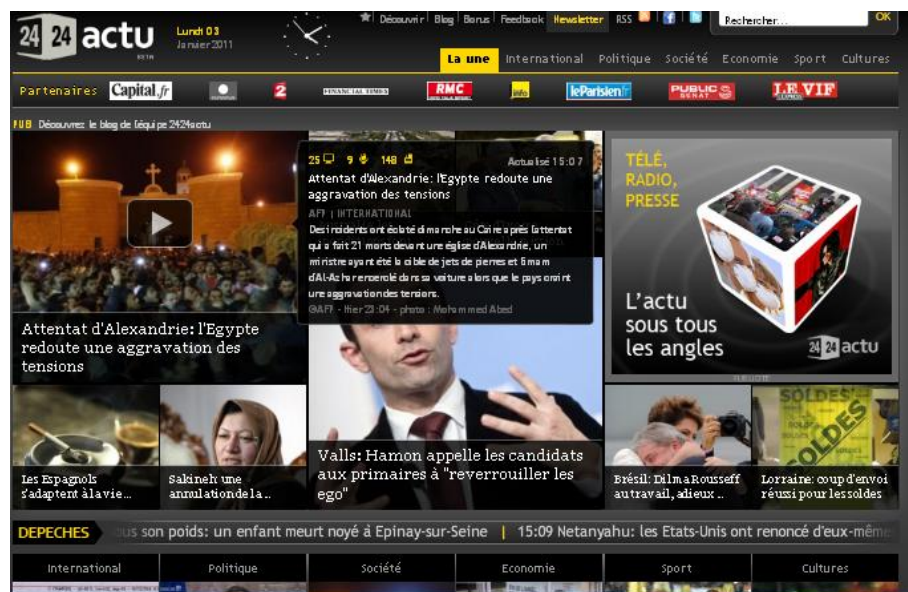 24 24 actu
BETA
Lundi 03
Janvier 2011
Découvrir | Blog | Bonus | Feedback Newsletter RSS
Rechercher... OK
La une International Politique Société Economie Sport Cultures
Partenaires Capital.fr 2 FINANCIAL TIMES RMC info leParisien.fr PUBLIC SENAT LE VIF
PUB Découvrez le blog de l'équipe 2424actu
25 9 148 Actualisé 15:07
Attentat d'Alexandrie: l'Egypte redoute une
aggravation des tensions
AFP | INTERNATIONAL
Des incidents ont éclaté dimanche au Caire après l'attentat
qui a fait 21 morts devant une église d'Alexandrie, un
ministre ayant été la cible de jets de pierres et l'imam
d'Al-Azhar encerclé dans sa voiture alors que le pays craint
une aggravation des tensions.
©AFP - Hier 23:04 - photo : Mohammed Abed
Attentat d'Alexandrie: l'Egypte
redoute une aggravation des
tensions
TÉLÉ,
RADIO,
PRESSE
L'actu
sous tous
les angles
24 24 actu
PUBLICITÉ
Les Espagnols
s'adaptent à la vie...
Sakineh: une
annulation de la...
Valls: Hamon appelle les candidats
aux primaires à "reverrouiller les
ego"
Brésil: Dilma Rousseff
au travail, adieux ...
SOLDES
SOLDES
Lorraine: coup d'envoi
réussi pour les soldes
DEPECHES ous son poids: un enfant meurt noyé à Epinay-sur-Seine | 15:09 Netanyahu: les Etats-Unis ont renoncé d'eux-même
International Politique Société Economie Sport Cultures